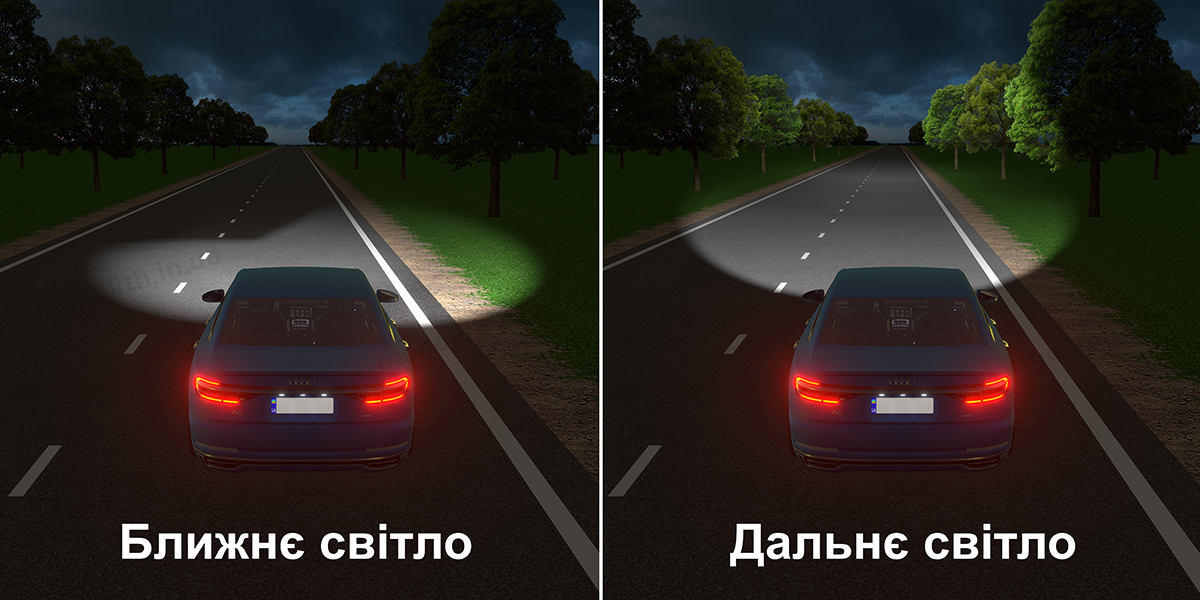 Ближнє світло
Дальнє світло